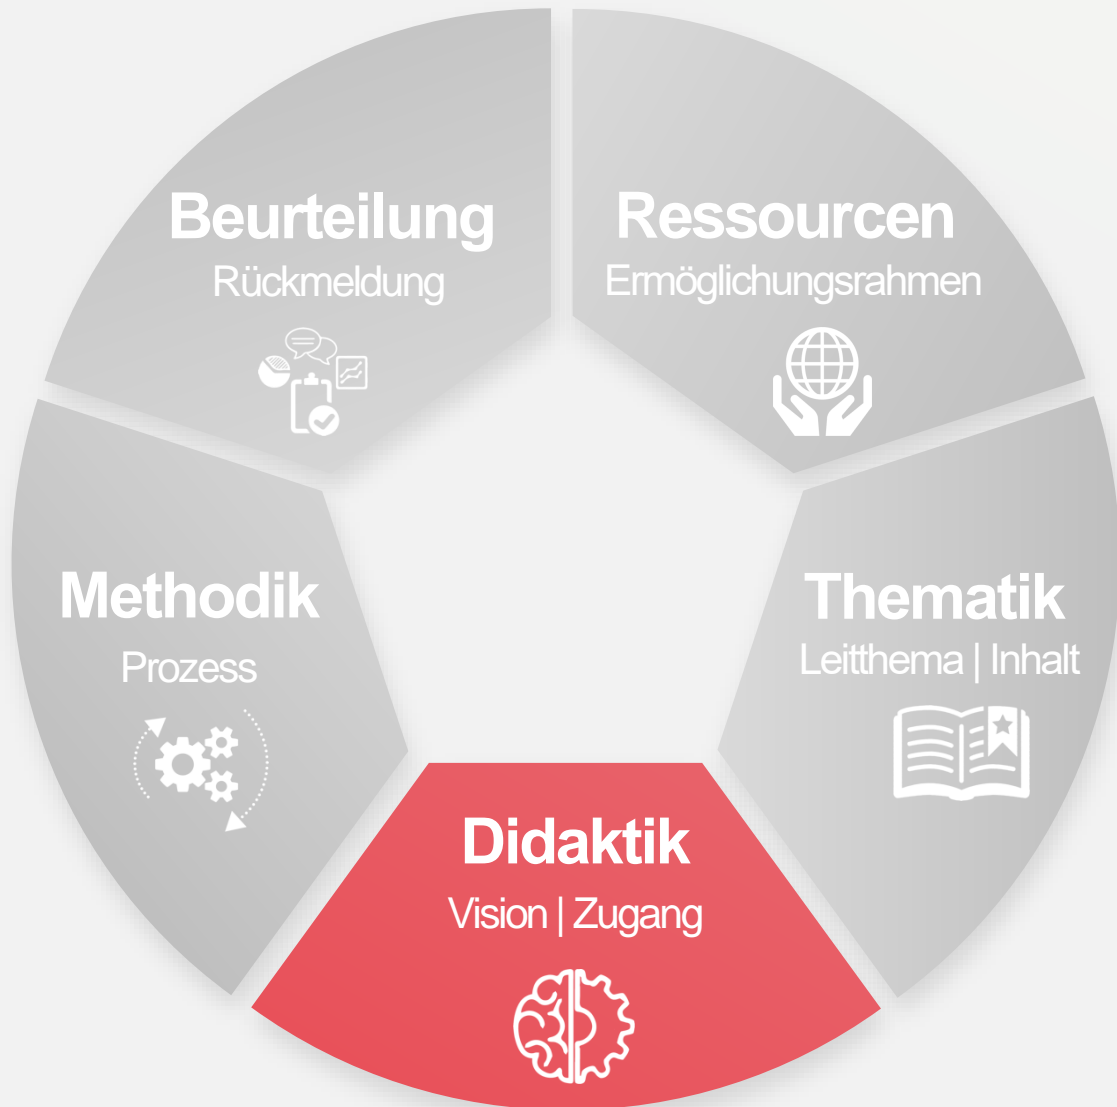 Beurteilung
Rückmeldung
Ressourcen
Ermöglichungsrahmen
Methodik
Prozess
Thematik
Leitthema | Inhalt
Didaktik
Vision | Zugang